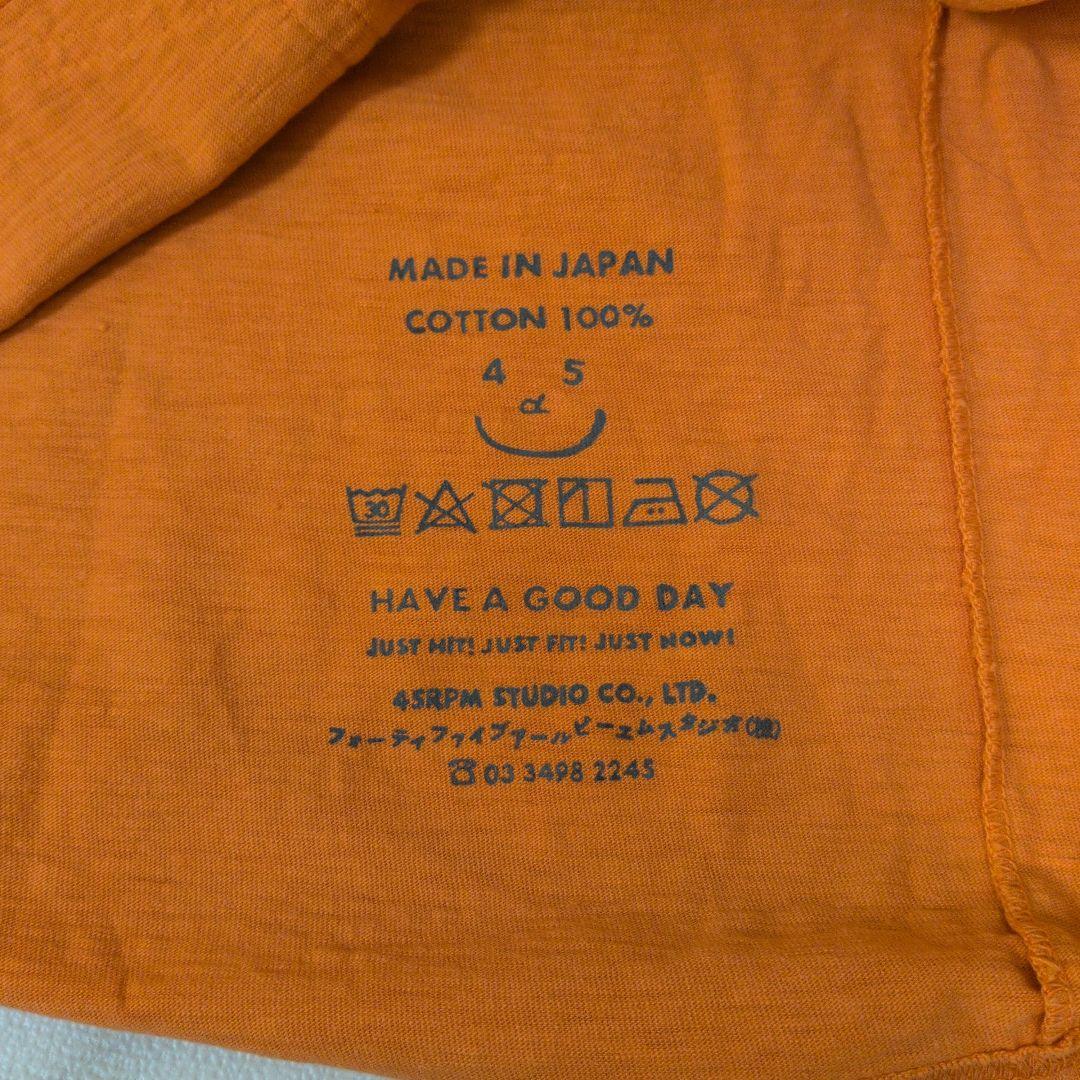 MADE IN JAPAN
COTTON 100%
4 5
α
30
HAVE A GOOD DAY
JUST HIT! JUST FIT! JUST NOW!
45RPM STUDIO CO., LTD.
フォーティファイブアールピーエムスタジオ(株)
☎ 03 3498 2245